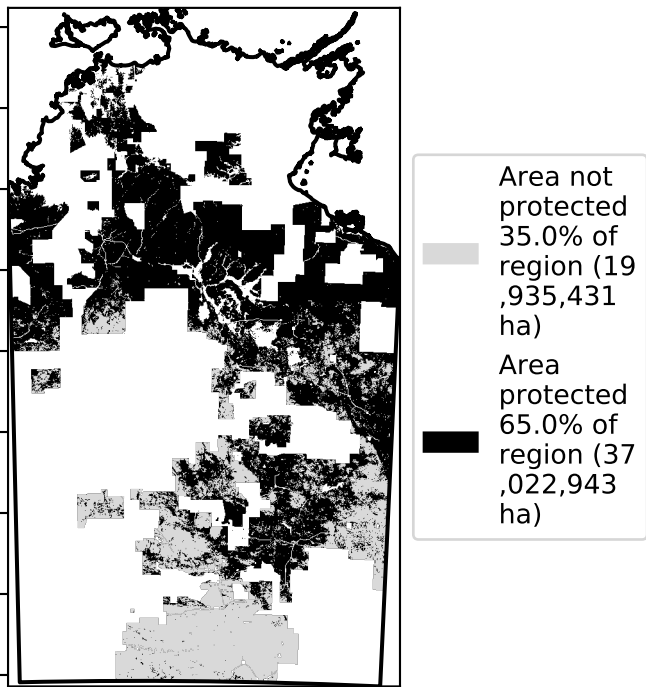 Area not
protected
35.0% of
region (19
,935,431
ha)
Area
protected
65.0% of
region (37
,022,943
ha)